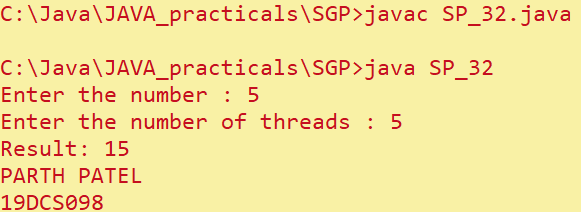 C:\Java\JAVA_practicals\SGP>javac SP_32.java
C:\Java\JAVA_practicals\SGP>java SP_32
Enter the number : 5
Enter the number of threads : 5
Result: 15
PARTH PATEL
19DCS098